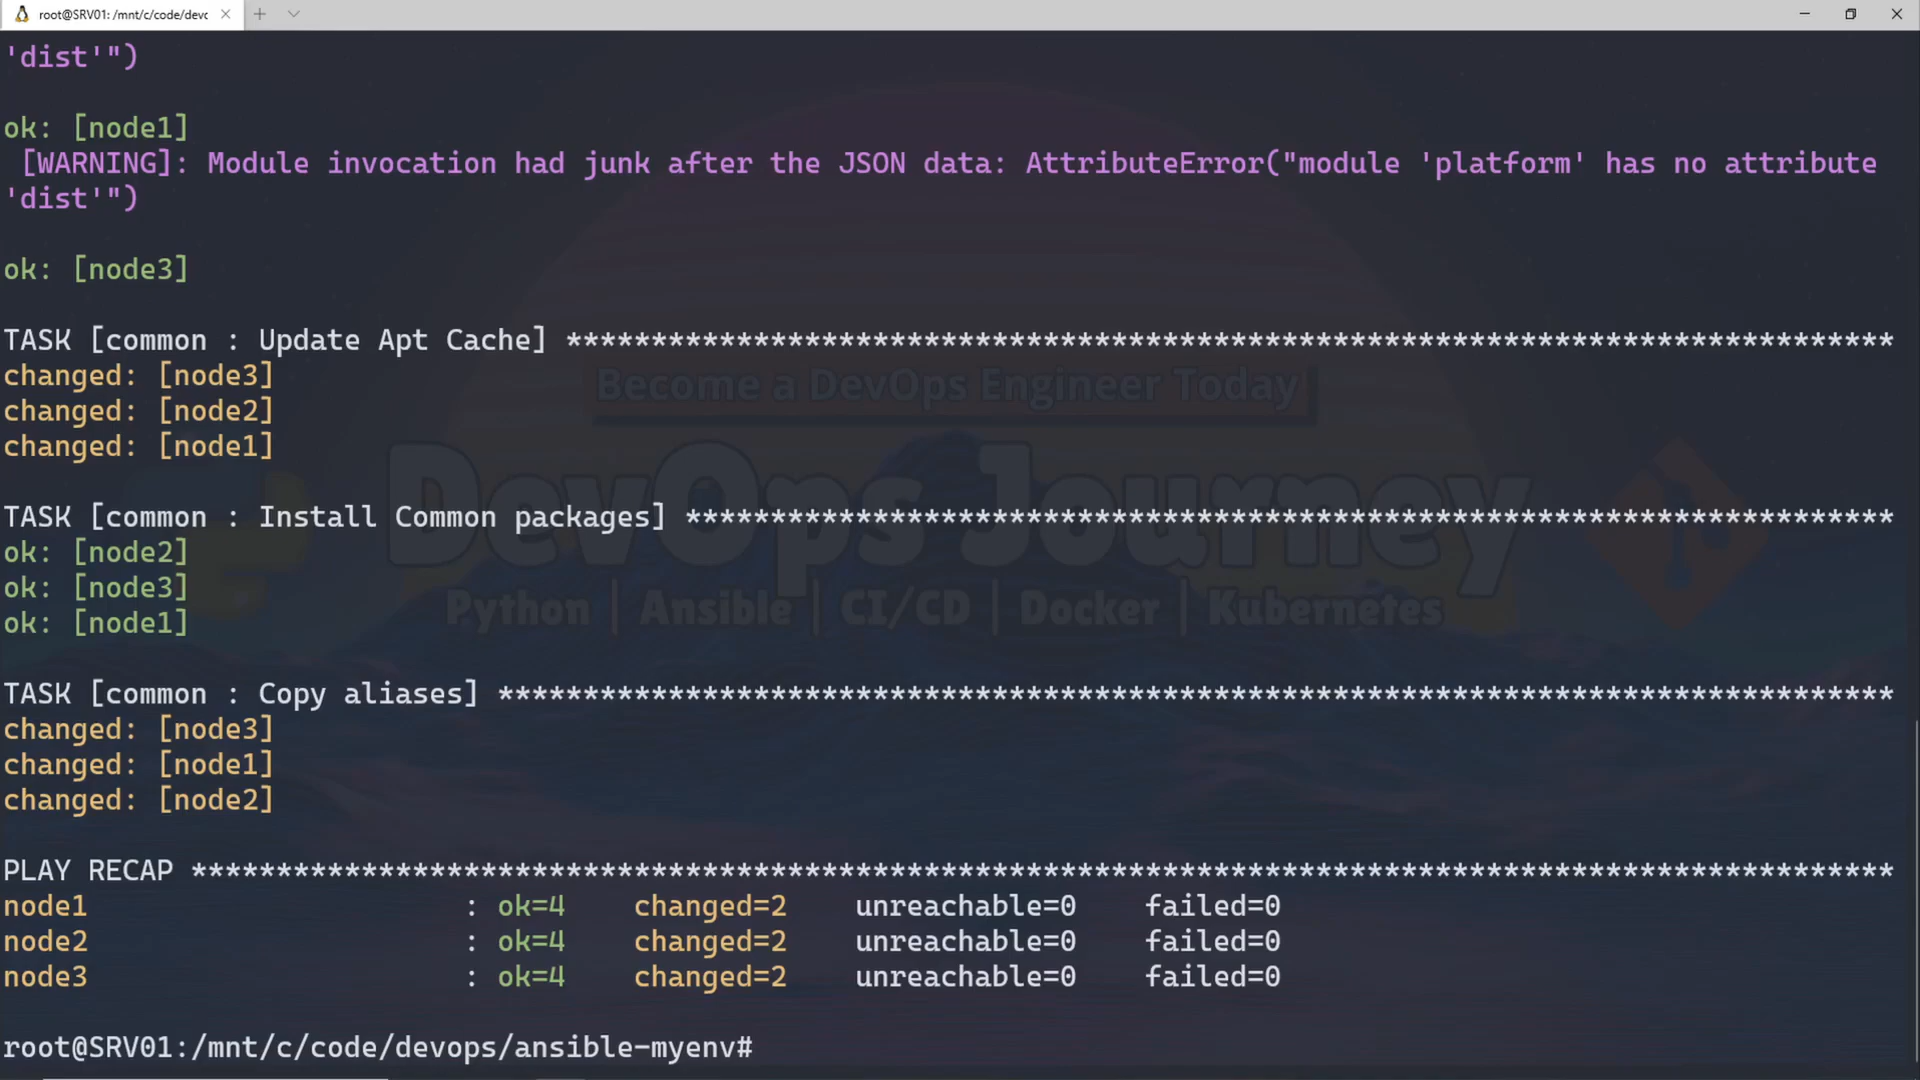 root@SRV01: /mnt/c/code/devc
'dist'")
ok: [node1]
[WARNING]: Module invocation had junk after the JSON data: AttributeError("module 'platform' has no attribute
'dist'")
ok: [node3]
TASK [common : Update Apt Cache] ******************************************************************************
changed: [node3]
changed: [node2]
changed: [node1]
Become a DevOps Engineer Today
DevOps Journey
Python | Ansible | CI/CD | Docker | Kubernetes
TASK [common : Install Common packages] ***********************************************************************
ok: [node2]
ok: [node3]
ok: [node1]
TASK [common : Copy aliases] **********************************************************************************
changed: [node3]
changed: [node1]
changed: [node2]
PLAY RECAP ****************************************************************************************************
node1                      : ok=4    changed=2    unreachable=0    failed=0
node2                      : ok=4    changed=2    unreachable=0    failed=0
node3                      : ok=4    changed=2    unreachable=0    failed=0
root@SRV01:/mnt/c/code/devops/ansible-myenv#